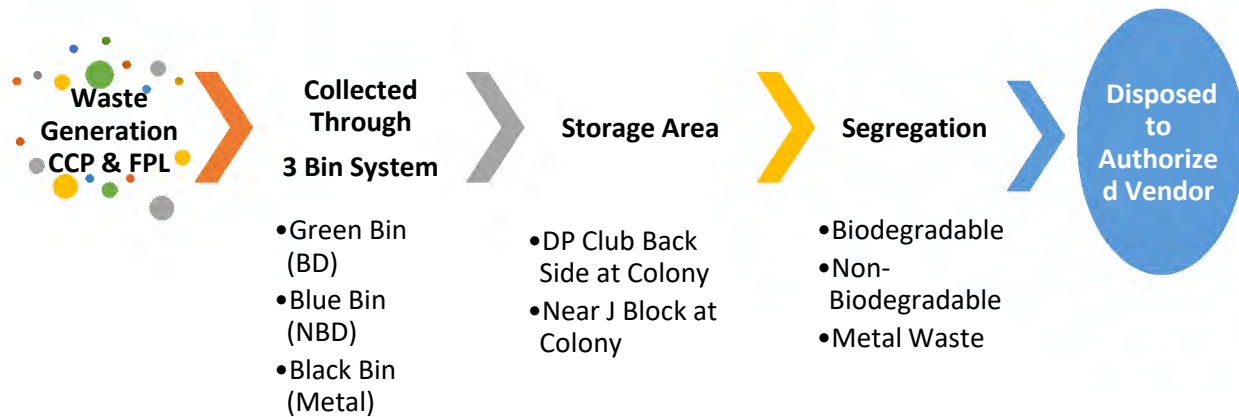 Waste
Generation
CCP & FPL
Collected
Through
3 Bin System
•Green Bin
(BD)
•Blue Bin
(NBD)
•Black Bin
(Metal)
Storage Area
•DP Club Back
Side at Colony
•Near J Block at
Colony
Segregation
•Biodegradable
•Non-
Biodegradable
•Metal Waste
Disposed
to
Authorize
d Vendor